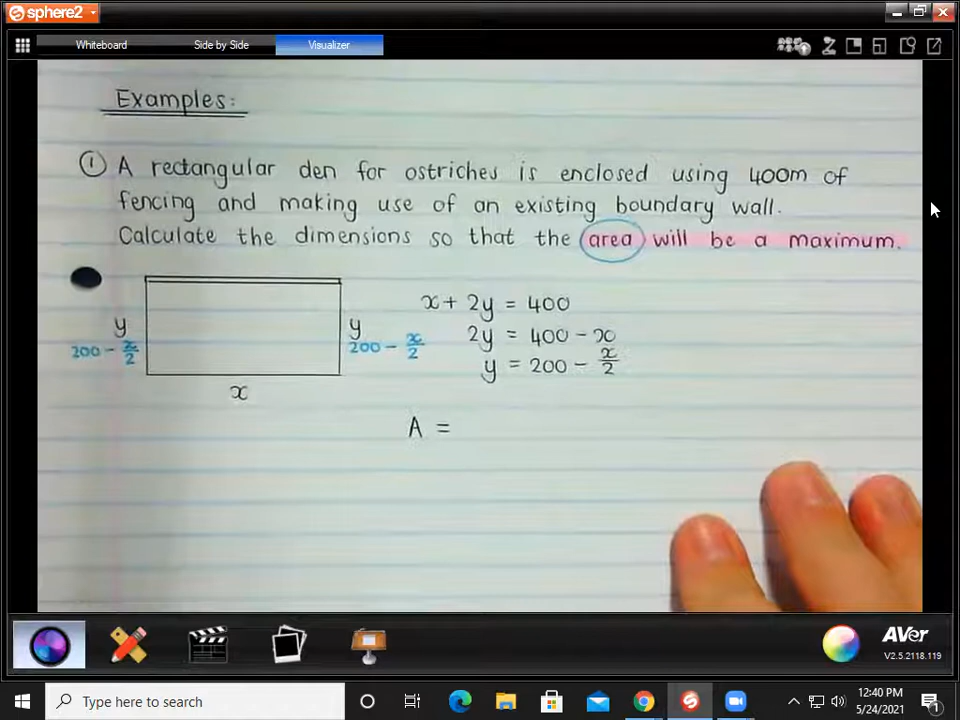 sphere2
Whiteboard
Side by Side
Visualizer
Examples:
① A rectangular den for ostriches is enclosed using 400m of
fencing and making use of an existing boundary wall.
Calculate the dimensions so that the area will be a maximum.
y
200 - x/2
y
200 - x/2
x
x + 2y = 400
2y = 400 - x
y = 200 - x/2
A =
AVer
V2.5.2118.119
Type here to search
12:40 PM
5/24/2021
1